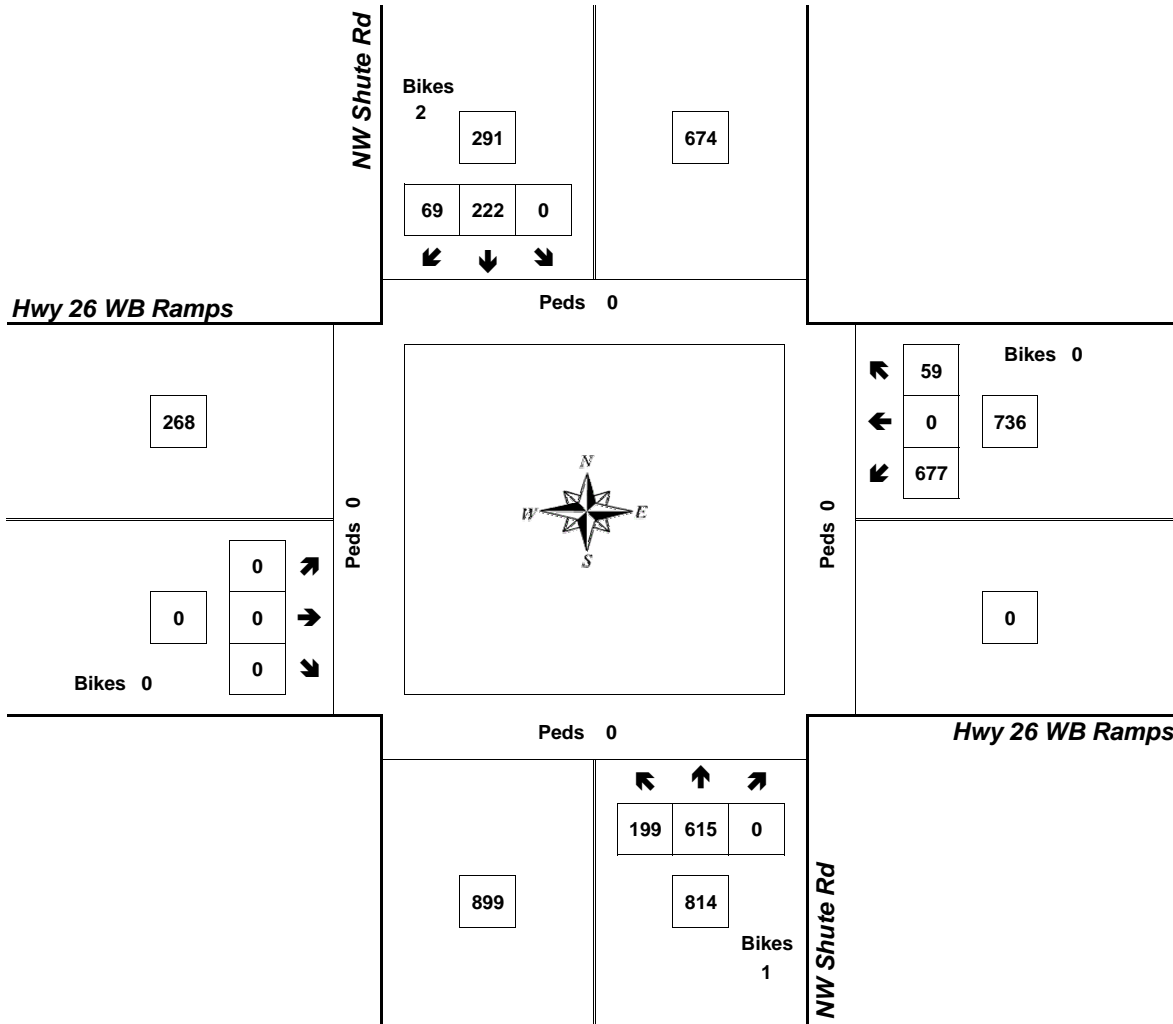 NW Shute Rd
Bikes
2
291
674
69 222 0
Hwy 26 WB Ramps
Peds 0
59
Bikes 0
268
0
736
677
N
W E
S
Peds 0
Peds 0
0
0
0
0
0
Bikes 0
Peds 0
Hwy 26 WB Ramps
199 615 0
899
814
Bikes
1
NW Shute Rd